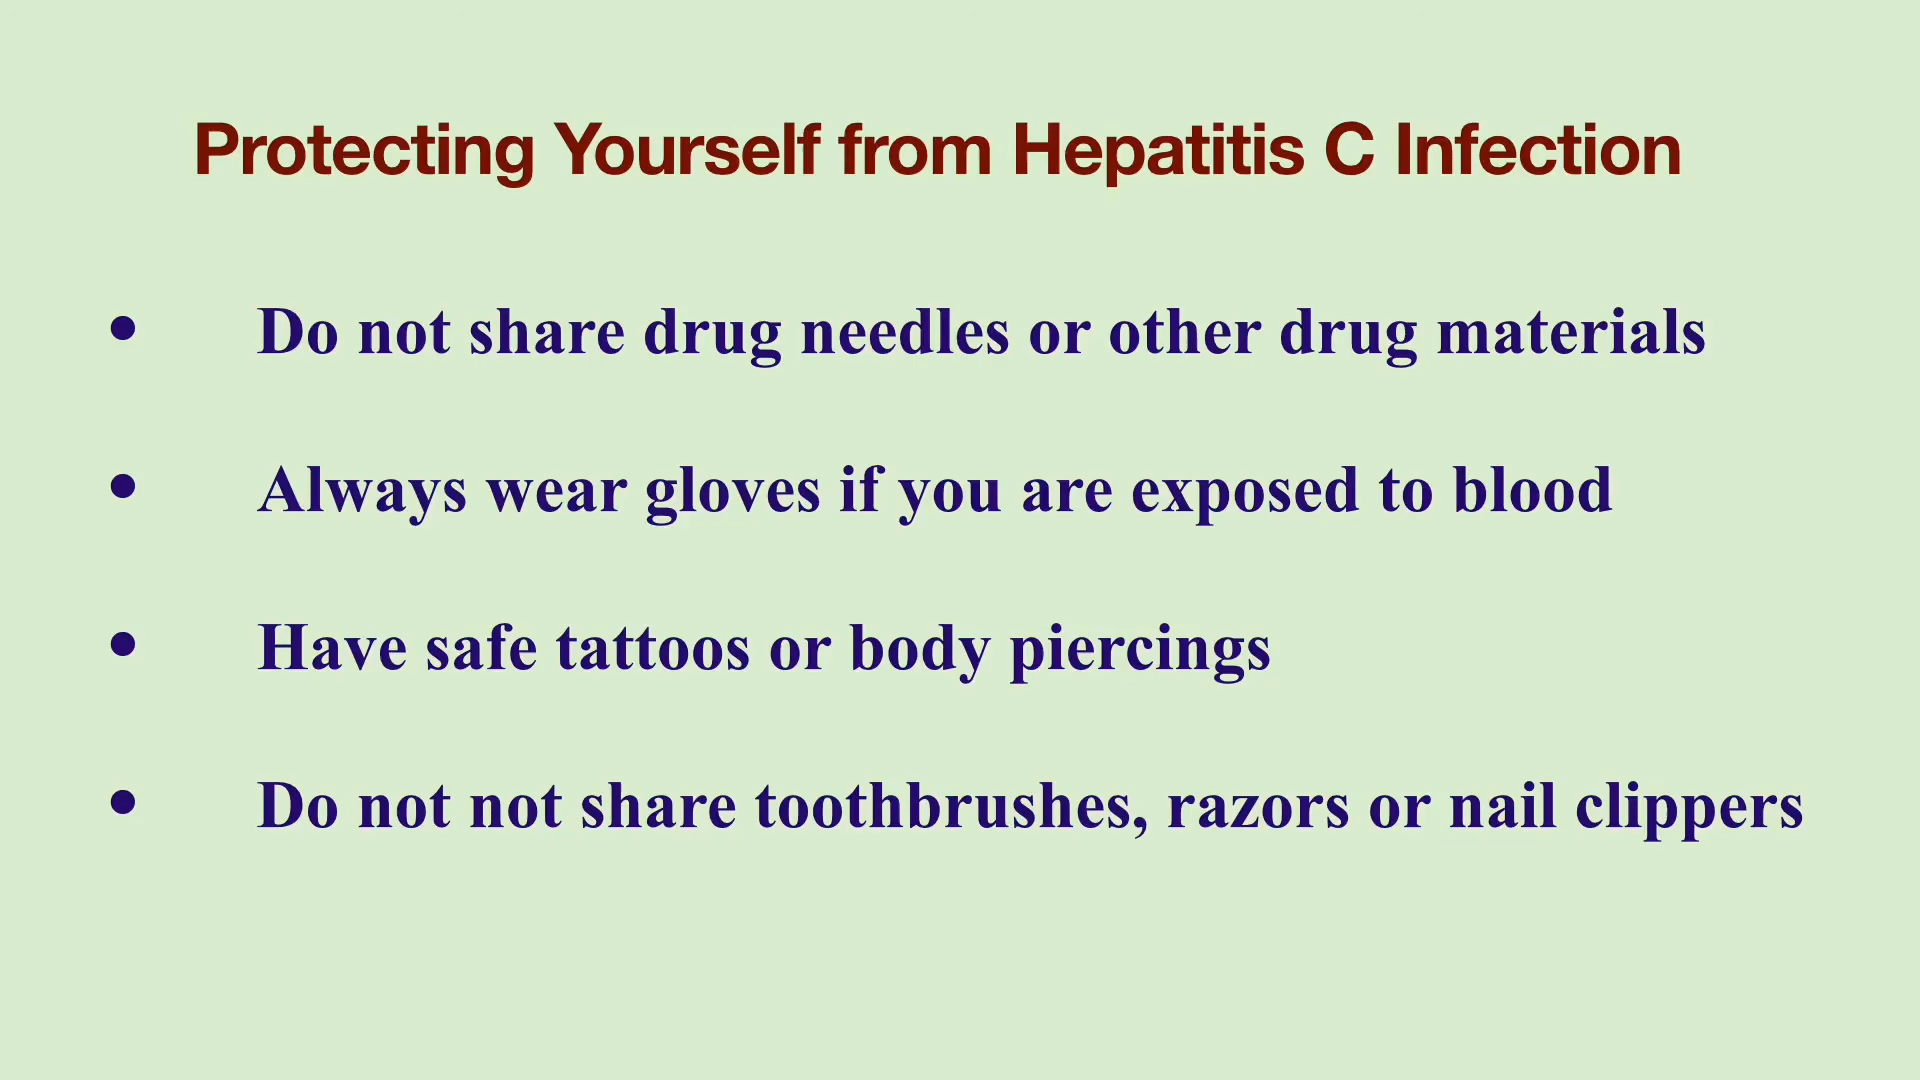 Protecting Yourself from Hepatitis C Infection
• Do not share drug needles or other drug materials
• Always wear gloves if you are exposed to blood
• Have safe tattoos or body piercings
• Do not not share toothbrushes, razors or nail clippers